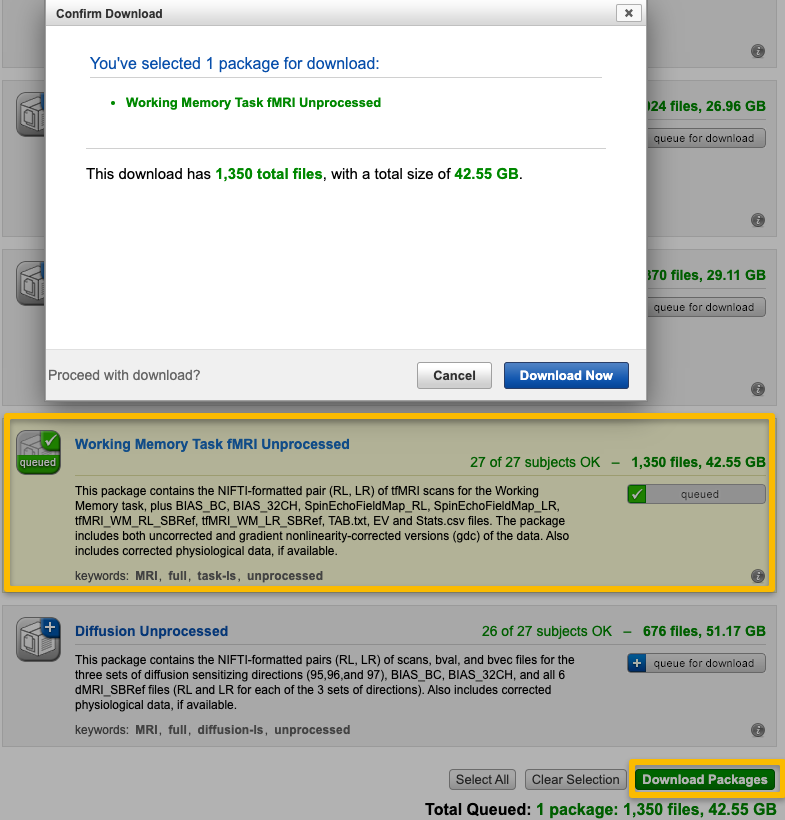 Confirm Download
You've selected 1 package for download:
• Working Memory Task fMRI Unprocessed
This download has 1,350 total files, with a total size of 42.55 GB.
Proceed with download?
Cancel
Download Now
24 files, 26.96 GB
queue for download
370 files, 29.11 GB
queue for download
queued
Working Memory Task fMRI Unprocessed
27 of 27 subjects OK – 1,350 files, 42.55 GB
This package contains the NIFTI-formatted pair (RL, LR) of tfMRI scans for the Working
Memory task, plus BIAS_BC, BIAS_32CH, SpinEchoFieldMap_RL, SpinEchoFieldMap_LR,
tfMRI_WM_RL_SBRef, tfMRI_WM_LR_SBRef, TAB.txt, EV and Stats.csv files. The package
includes both uncorrected and gradient nonlinearity-corrected versions (gdc) of the data. Also
includes corrected physiological data, if available.
queued
keywords: MRI, full, task-ls, unprocessed
Diffusion Unprocessed
26 of 27 subjects OK – 676 files, 51.17 GB
This package contains the NIFTI-formatted pairs (RL, LR) of scans, bval, and bvec files for the
three sets of diffusion sensitizing directions (95,96,and 97), BIAS_BC, BIAS_32CH, and all 6
dMRI_SBRef files (RL and LR for each of the 3 sets of directions). Also includes corrected
physiological data, if available.
queue for download
keywords: MRI, full, diffusion-ls, unprocessed
Select All
Clear Selection
Download Packages
Total Queued: 1 package: 1,350 files, 42.55 GB